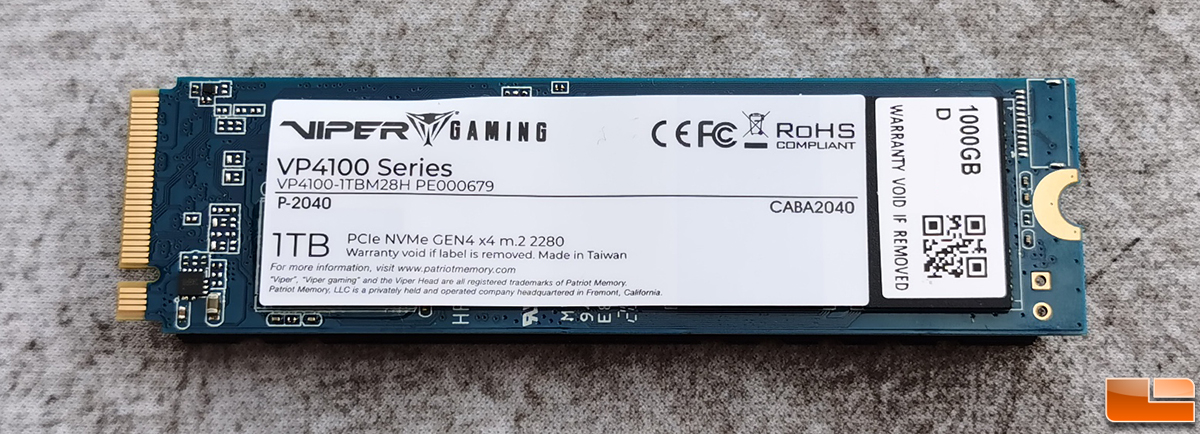 VIPER GAMING
CE FC RoHS
COMPLIANT
VP4100 Series
VP4100-1TBM28H PE000679
P-2040
CABA2040
1TB
PCIe NVMe GEN4 x4 m.2 2280
Warranty void if label is removed. Made in Taiwan
For more information, visit www.patriotmemory.com
"Viper", "Viper gaming" and the Viper Head are all registered trademarks of Patriot Memory.
Patriot Memory, LLC is a privately held and operated company headquartered in Fremont, California.
1000GB
D
WARRANTY VOID IF REMOVED